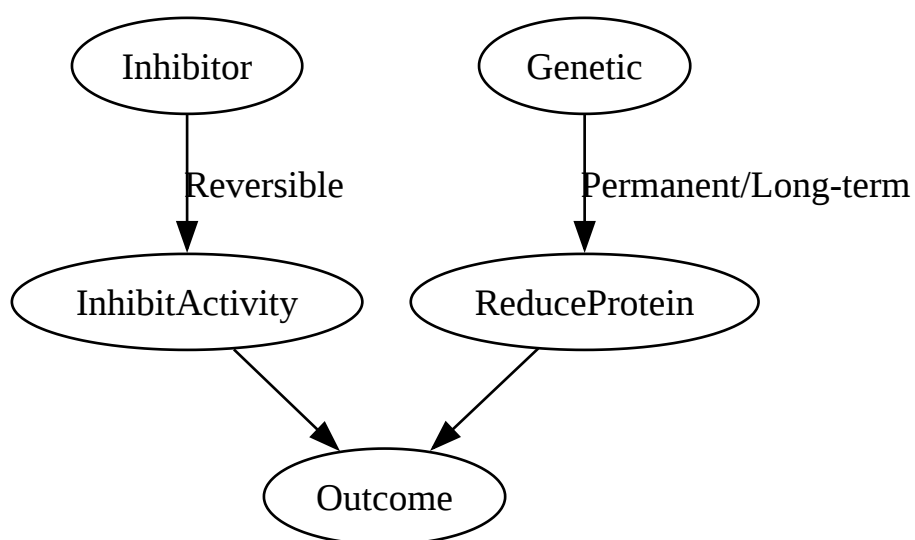 Inhibitor
Genetic
Reversible
Permanent/Long-term
InhibitActivity
ReduceProtein
Outcome